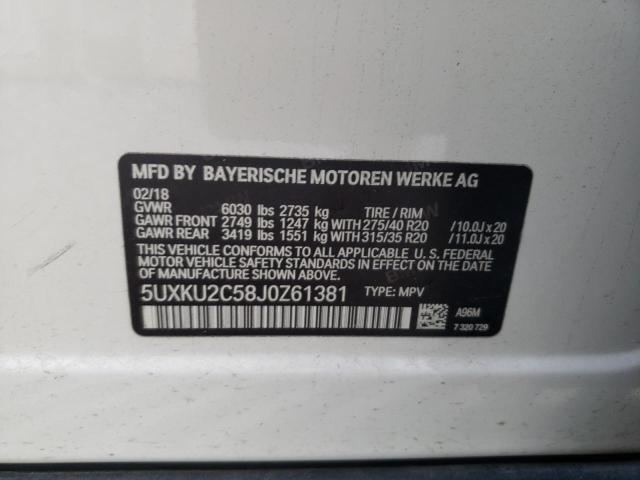 MFD BY BAYERISCHE MOTOREN WERKE AG
02/18
GVWR 6030 lbs 2735 kg TIRE / RIM
GAWR FRONT 2749 lbs 1247 kg WITH 275/40 R20 /10.0J x 20
GAWR REAR 3419 lbs 1551 kg WITH 315/35 R20 /11.0J x 20
THIS VEHICLE CONFORMS TO ALL APPLICABLE U. S. FEDERAL
MOTOR VEHICLE SAFETY STANDARDS IN EFFECT ON THE
DATE OF MANUFACTURE SHOWN ABOVE.
5UXKU2C58J0Z61381 TYPE: MPV
A96M
7 320 729